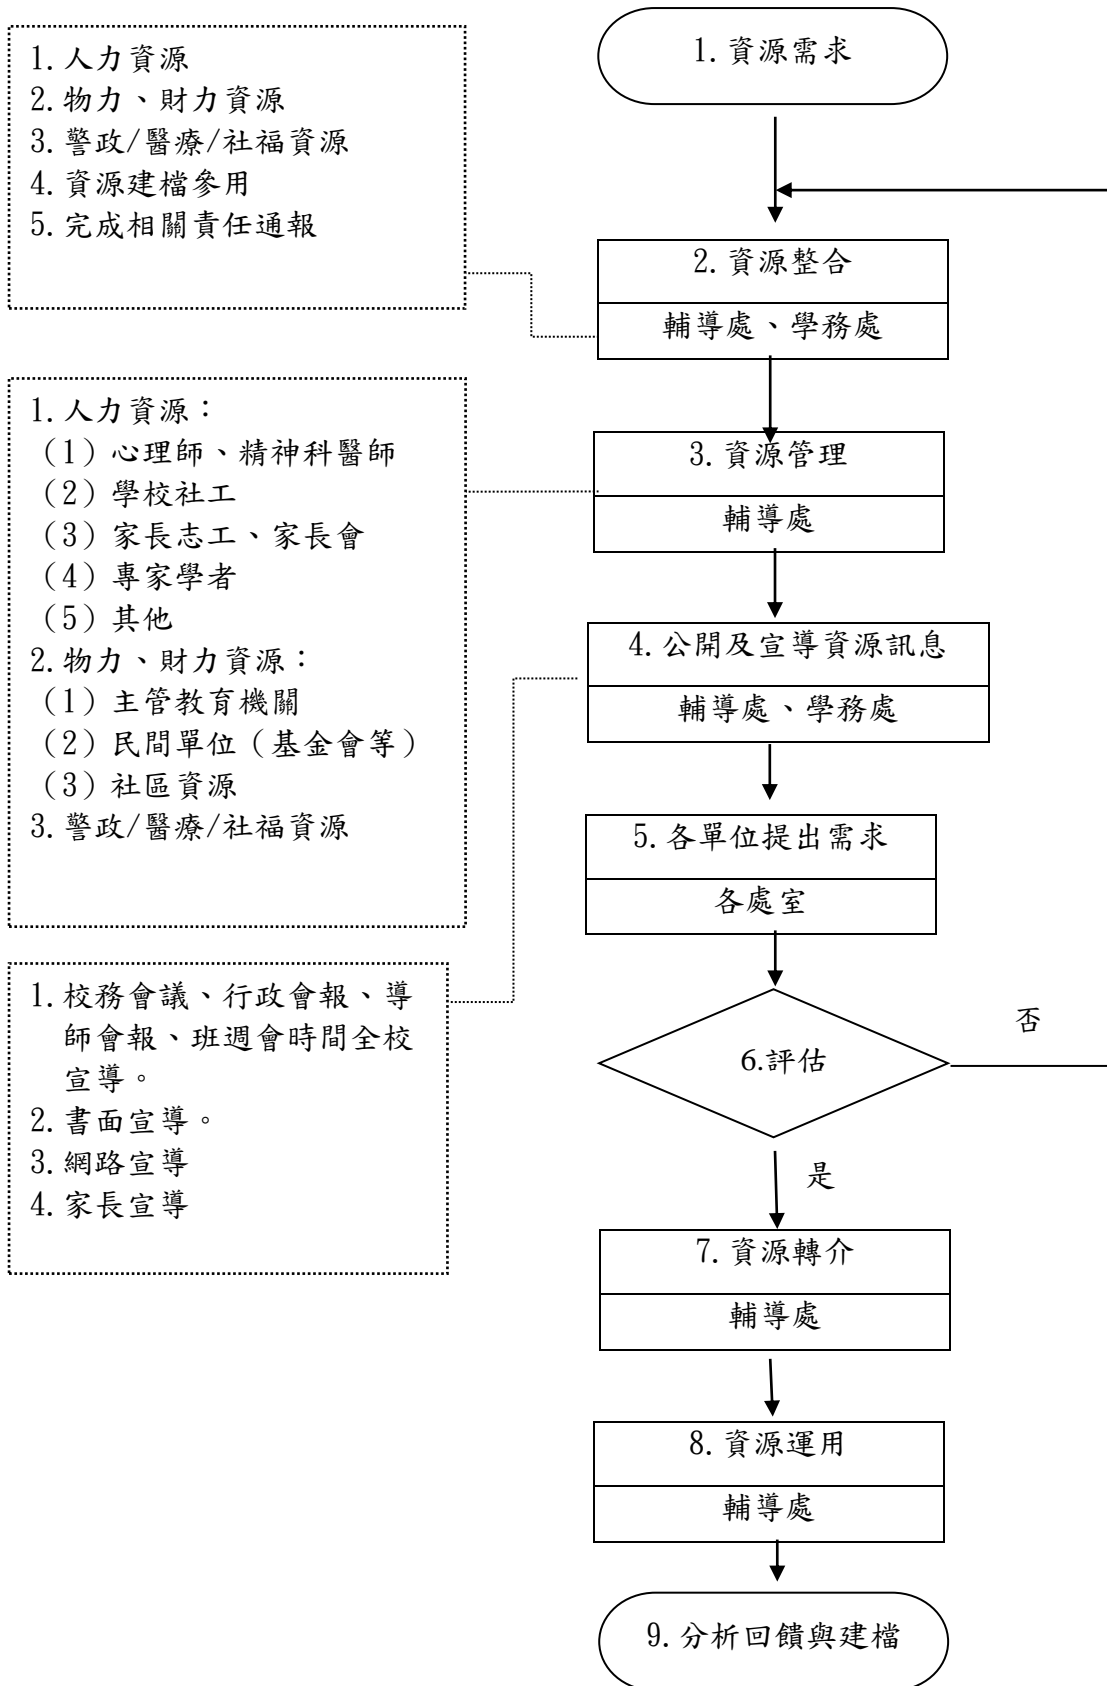 1.人力資源
2.物力、財力資源
3.警政/醫療/社福資源
4.資源建檔參用
5.完成相關責任通報
1.人力資源：
（1）心理師、精神科醫師
（2）學校社工
（3）家長志工、家長會
（4）專家學者
（5）其他
2.物力、財力資源：
（1）主管教育機關
（2）民間單位（基金會等）
（3）社區資源
3.警政/醫療/社福資源
1.校務會議、行政會報、導
師會報、班週會時間全校
宣導。
2.書面宣導。
3.網路宣導
4.家長宣導
1.資源需求
2.資源整合
輔導處、學務處
3.資源管理
輔導處
4.公開及宣導資源訊息
輔導處、學務處
5.各單位提出需求
各處室
6.評估
否
是
7.資源轉介
輔導處
8.資源運用
輔導處
9.分析回饋與建檔